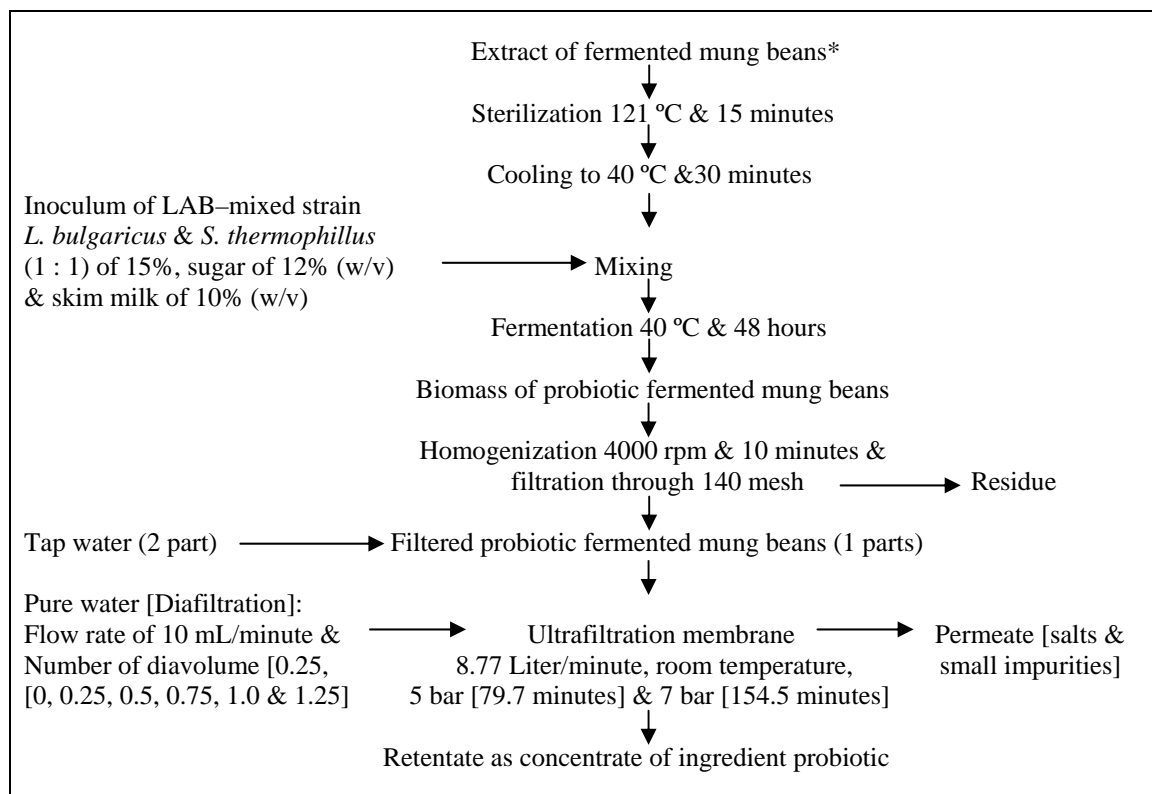 Extract of fermented mung beans*
Sterilization 121 ºC & 15 minutes
Cooling to 40 ºC &30 minutes
Inoculum of LAB–mixed strain
L. bulgaricus & S. thermophillus
(1 : 1) of 15%, sugar of 12% (w/v)
& skim milk of 10% (w/v)
Mixing
Fermentation 40 ºC & 48 hours
Biomass of probiotic fermented mung beans
Homogenization 4000 rpm & 10 minutes &
filtration through 140 mesh
Residue
Tap water (2 part)
Filtered probiotic fermented mung beans (1 parts)
Pure water [Diafiltration]:
Flow rate of 10 mL/minute &
Number of diavolume [0.25,
[0, 0.25, 0.5, 0.75, 1.0 & 1.25]
Ultrafiltration membrane
8.77 Liter/minute, room temperature,
5 bar [79.7 minutes] & 7 bar [154.5 minutes]
Permeate [salts &
small impurities]
Retentate as concentrate of ingredient probiotic